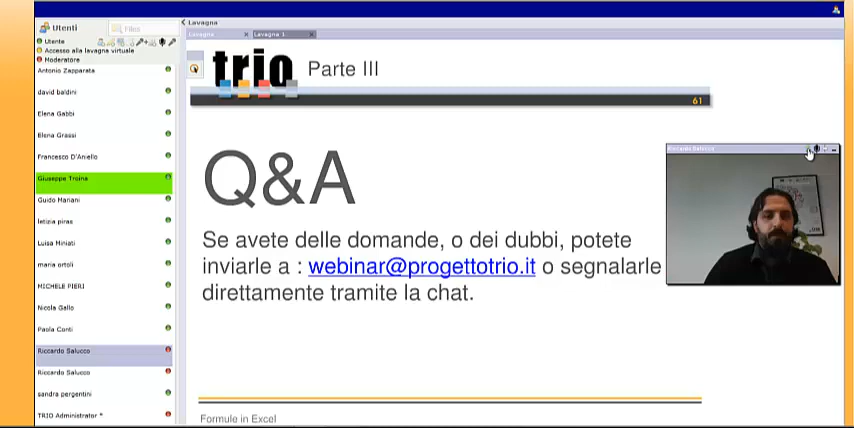 Utenti
Files
Utente
Accesso alla lavagna virtuale
Moderatore
Antonio Zapparata
david baldini
Elena Gabbi
Elena Grassi
Francesco D'Aniello
Giuseppe Troina
Guido Mariani
letizia piras
Luisa Miniati
maria ortoli
MICHELE PIERI
Nicola Gallo
Paola Conti
Riccardo Salucco
Riccardo Salucco
sandra pergentini
TRIO Administrator *
Lavagna
Lavagna
Lavagna 1
trio
Parte III
61
Q&A
Se avete delle domande, o dei dubbi, potete
inviarle a : webinar@progettotrio.it o segnalarle
direttamente tramite la chat.
Riccardo Salucco
Formule in Excel